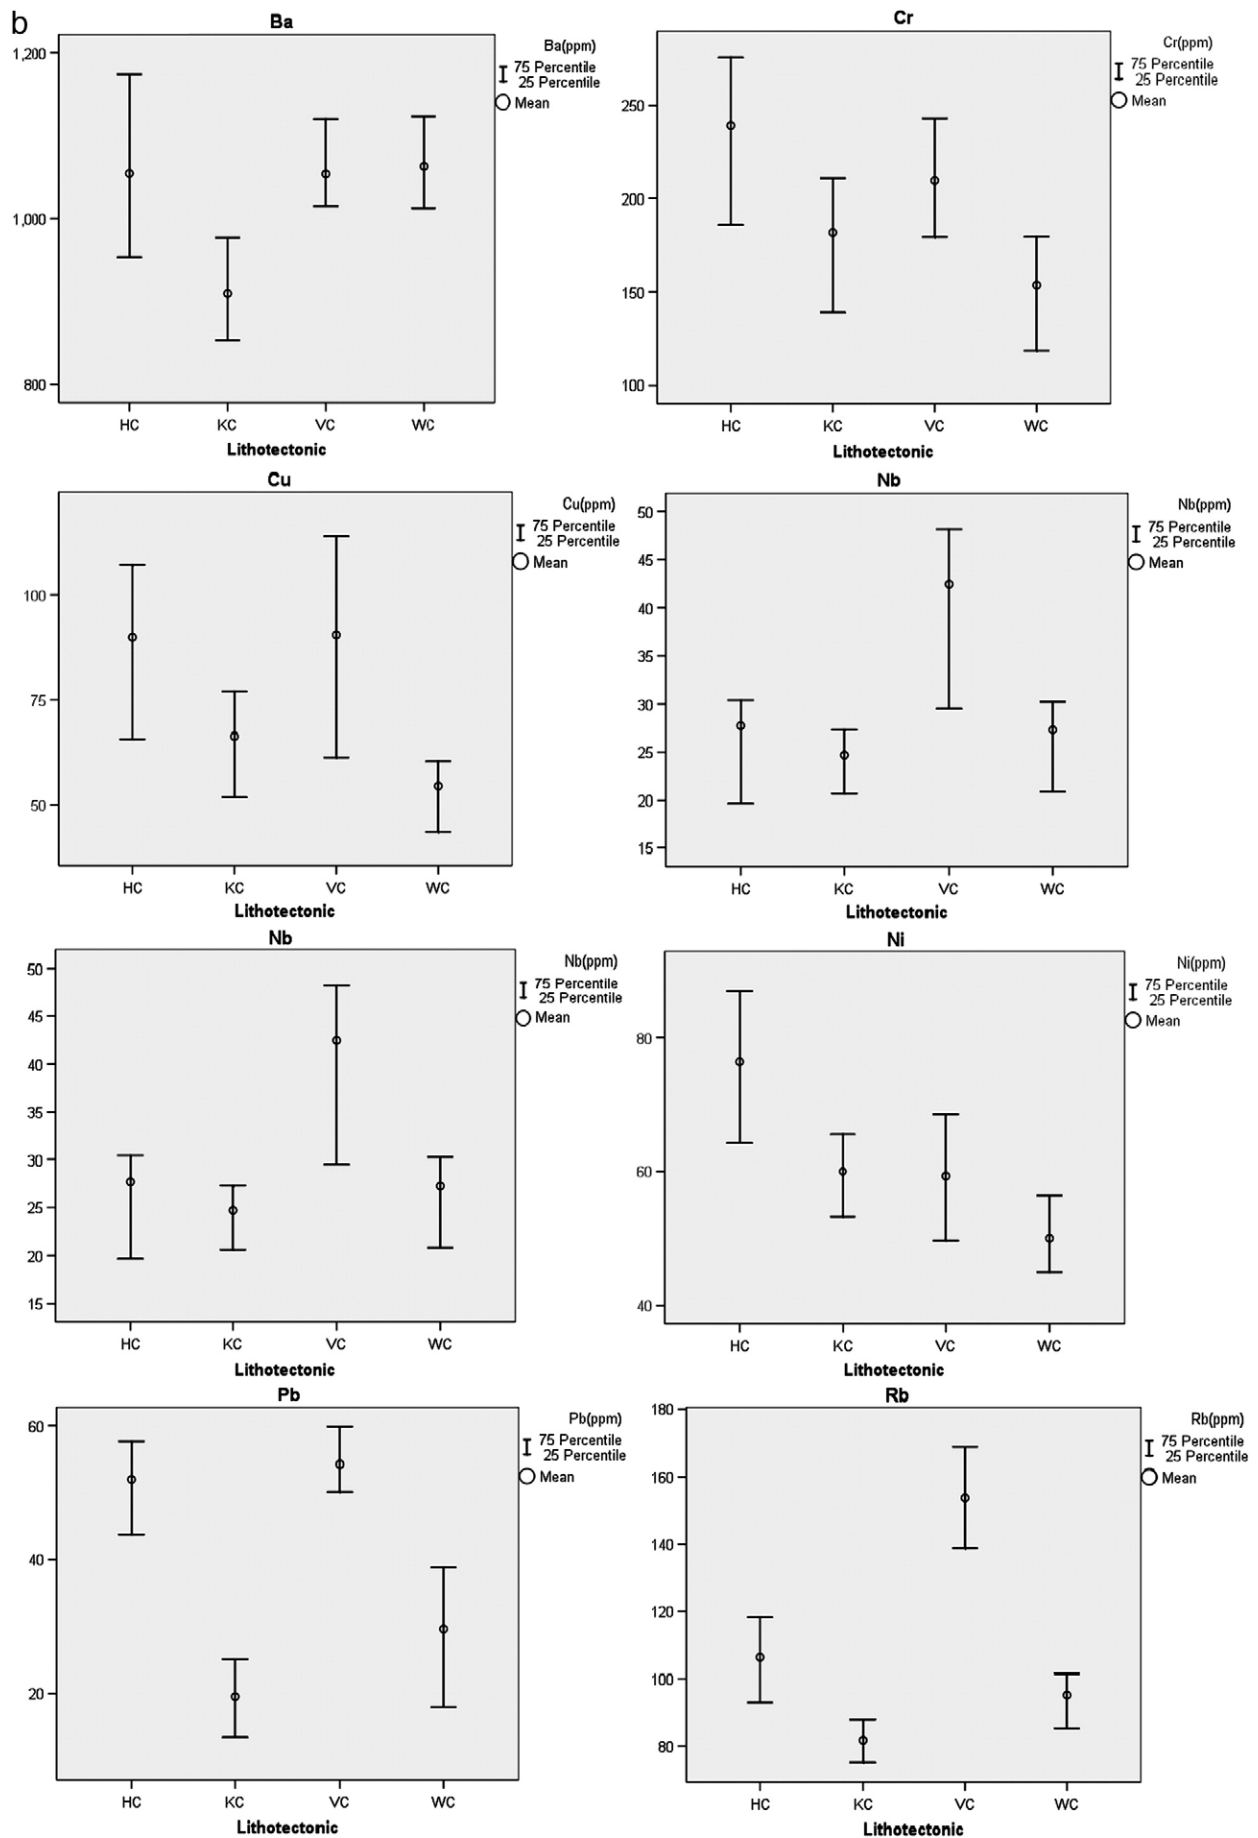 b
Ba
Ba(ppm)
75 Percentile
25 Percentile
Mean
1,200
1,000
800
HC KC VC WC
Lithotectonic
Cr
Cr(ppm)
75 Percentile
25 Percentile
Mean
250
200
150
100
HC KC VC WC
Lithotectonic
Cu
Cu(ppm)
75 Percentile
25 Percentile
Mean
100
75
50
HC KC VC WC
Lithotectonic
Nb
Nb(ppm)
75 Percentile
25 Percentile
Mean
50
45
40
35
30
25
20
15
HC KC VC WC
Lithotectonic
Nb
Nb(ppm)
75 Percentile
25 Percentile
Mean
50
45
40
35
30
25
20
15
HC KC VC WC
Lithotectonic
Ni
Ni(ppm)
75 Percentile
25 Percentile
Mean
80
60
40
HC KC VC WC
Lithotectonic
Pb
Pb(ppm)
75 Percentile
25 Percentile
Mean
60
40
20
HC KC VC WC
Lithotectonic
Rb
Rb(ppm)
75 Percentile
25 Percentile
Mean
180
160
140
120
100
80
HC KC VC WC
Lithotectonic